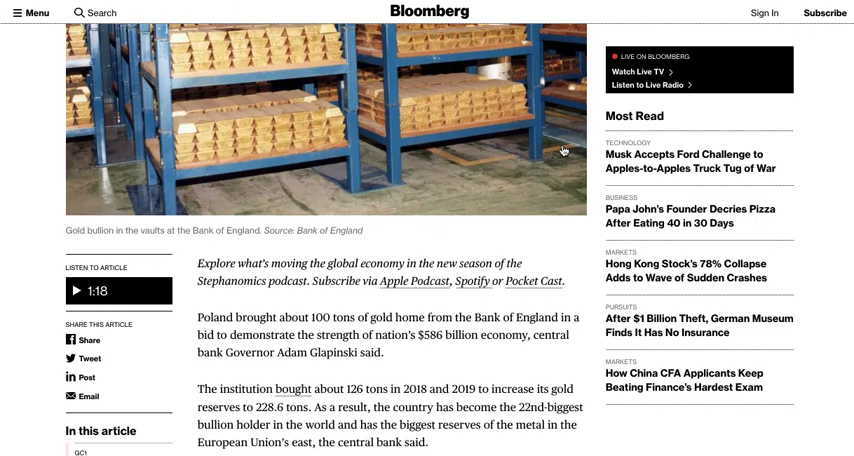 Menu
Search
Bloomberg
Sign In
Subscribe
Gold bullion in the vaults at the Bank of England. Source: Bank of England
LISTEN TO ARTICLE
1:18
SHARE THIS ARTICLE
Share
Tweet
Post
Email
In this article
GC1
Explore what's moving the global economy in the new season of the
Stephanomics podcast. Subscribe via Apple Podcast, Spotify or Pocket Cast.
Poland brought about 100 tons of gold home from the Bank of England in a
bid to demonstrate the strength of nation's $586 billion economy, central
bank Governor Adam Glapinski said.
The institution bought about 126 tons in 2018 and 2019 to increase its gold
reserves to 228.6 tons. As a result, the country has become the 22nd-biggest
bullion holder in the world and has the biggest reserves of the metal in the
European Union's east, the central bank said.
LIVE ON BLOOMBERG
Watch Live TV
Listen to Live Radio
Most Read
TECHNOLOGY
Musk Accepts Ford Challenge to
Apples-to-Apples Truck Tug of War
BUSINESS
Papa John's Founder Decries Pizza
After Eating 40 in 30 Days
MARKETS
Hong Kong Stock's 78% Collapse
Adds to Wave of Sudden Crashes
PURSUITS
After $1 Billion Theft, German Museum
Finds It Has No Insurance
MARKETS
How China CFA Applicants Keep
Beating Finance's Hardest Exam